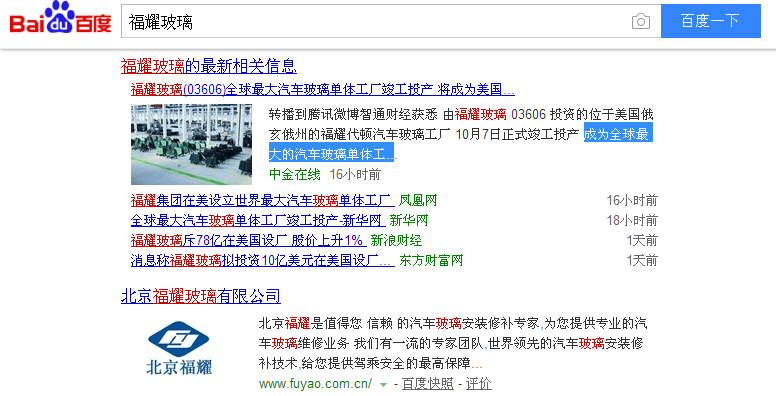 Bai du 百度
福耀玻璃
百度一下
福耀玻璃的最新相关信息
福耀玻璃(03606)全球最大汽车玻璃单体工厂竣工投产 将成为美国...
转播到腾讯微博智通财经获悉 由福耀玻璃 03606 投资的位于美国俄
亥俄州的福耀代顿汽车玻璃工厂 10月7日正式竣工投产 成为全球最
大的汽车玻璃单体工...
中金在线 16小时前
福耀集团在美设立世界最大汽车玻璃单体工厂 凤凰网 16小时前
全球最大汽车玻璃单体工厂竣工投产-新华网 新华网 18小时前
福耀玻璃斥78亿在美国设厂 股价上升1% 新浪财经 1天前
消息称福耀玻璃拟投资10亿美元在美国设厂... 东方财富网 1天前
北京福耀玻璃有限公司
北京福耀
北京福耀是值得您 信赖 的汽车玻璃安装修补专家,为您提供专业的汽
车玻璃维修业务 我们有一流的专家团队,世界领先的汽车玻璃安装修
补技术,给您提供驾乘安全的最高保障...
www.fuyao.com.cn/ - 百度快照 - 评价